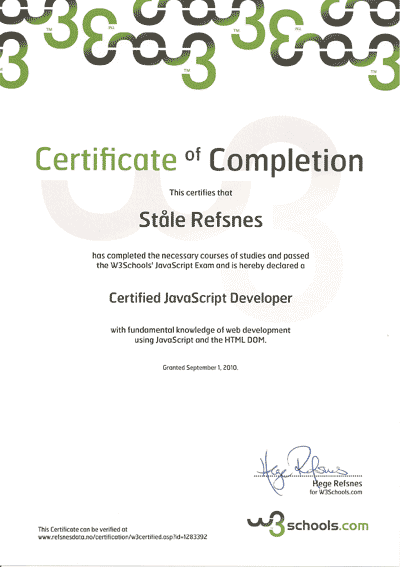 Certificate of Completion
This certifies that
Ståle Refsnes
has completed the necessary courses of studies and passed
the W3Schools' JavaScript Exam and is hereby declared a
Certified JavaScript Developer
with fundamental knowledge of web development
using JavaScript and the HTML DOM.
Granted September 1, 2010.
Hege Refsnes
Hege Refsnes
for W3Schools.com
w3schools.com
This Certificate can be verified at
www.refsnesdata.no/certification/w3certified.asp?id=1283392